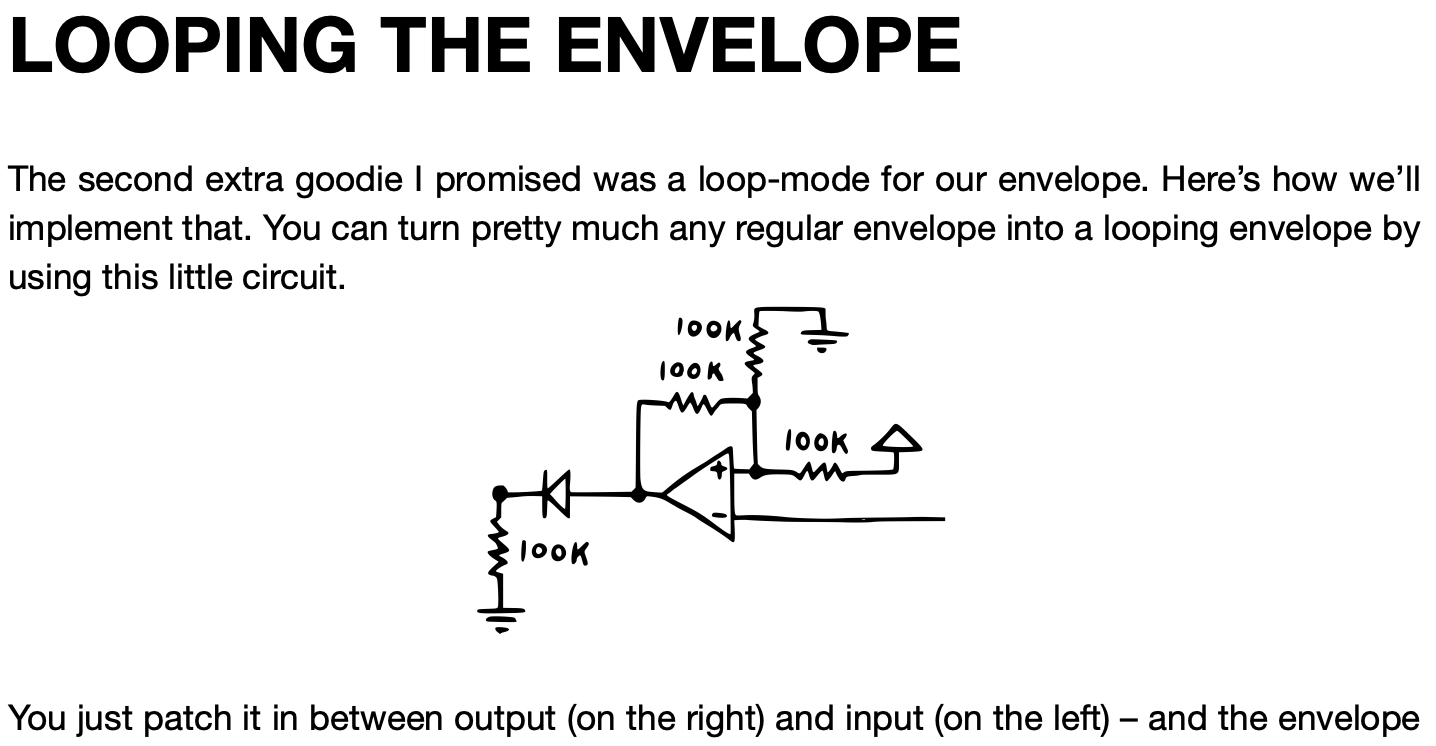 LOOPING THE ENVELOPE
The second extra goodie I promised was a loop-mode for our envelope. Here’s how we’ll
implement that. You can turn pretty much any regular envelope into a looping envelope by
using this little circuit.
100K
100K
100K
+
-
100K
You just patch it in between output (on the right) and input (on the left) – and the envelope